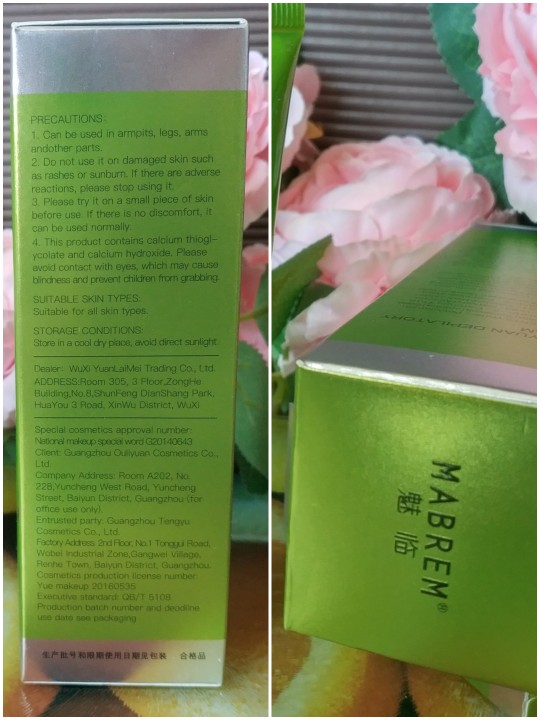 PRECAUTIONS:
1. Can be used in armpits, legs, arms
andother parts.
2. Do not use it on damaged skin such
as rashes or sunburn. If there are adverse
reactions, please stop using it.
3. Please try it on a small piece of skin
before use. If there is no discomfort, it
can be used normally.
4. This product contains calcium thiogl-
ycolate and calcium hydroxide. Please
avoid contact with eyes, which may cause
blindness and prevent children from grabbing.
SUITABLE SKIN TYPES:
Suitable for all skin types.
STORAGE CONDITIONS:
Store in a cool dry place, avoid direct sunlight.
Dealer: WuXi YuanLaiMei Trading Co., Ltd.
ADDRESS:Room 305, 3 Floor,ZongHe
Building,No.8,ShunFeng DianShang Park,
HuaYou 3 Road, XinWu District, WuXi
Special cosmetics approval number:
National makeup special word G20140643
Client: Guangzhou Ouliyuan Cosmetics Co.,
Ltd
Company Address: Room A202, No.
228,Yuncheng West Road, Yuncheng
Street, Baiyun District, Guangzhou (for
office use only)
Entrusted party: Guangzhou Tengyu
Cosmetics Co., Ltd.
Factory Address: 2nd Floor, No.1 Tonggui Road,
Wobei Industrial Zone,Gangwei Village,
Renhe Town, Baiyun District, Guangzhou
Cosmetics production license number:
Yue makeup 20160535
Executive standard: QB/T 5108
Production batch number and deadline
use date see packaging
生产批号和限期使用日期见包装 合格品
YUAN DEPILATORY
MABREM®
魅临